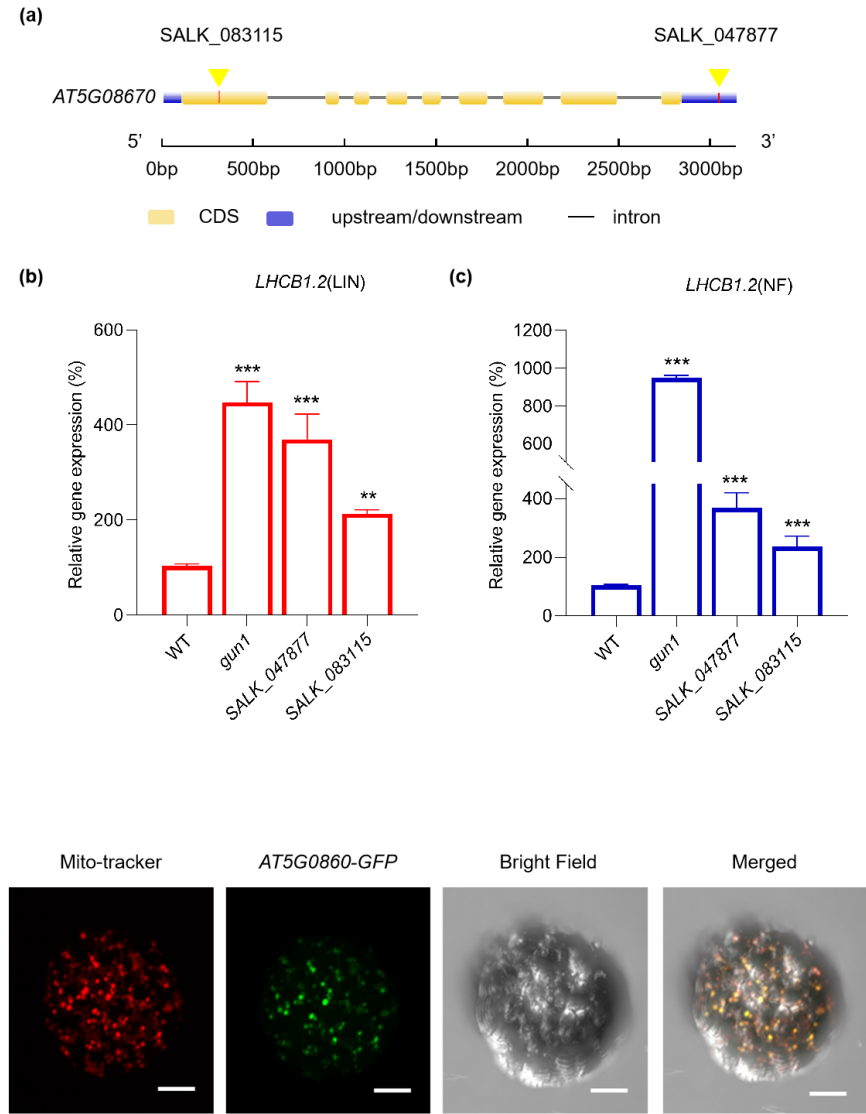 (a)
SALK_083115 SALK_047877
AT5G08670
5’ 3’
0bp 500bp 1000bp 1500bp 2000bp 2500bp 3000bp
CDS upstream/downstream intron
(b) LHCB1.2(LIN)
Relative gene expression (%)
600
400
200
0
***
***
**
WT gun1 SALK_047877 SALK_083115
(c) LHCB1.2(NF)
Relative gene expression (%)
1200
1000
800
600
400
200
0
***
***
***
WT gun1 SALK_047877 SALK_083115
Mito-tracker AT5G0860-GFP Bright Field Merged